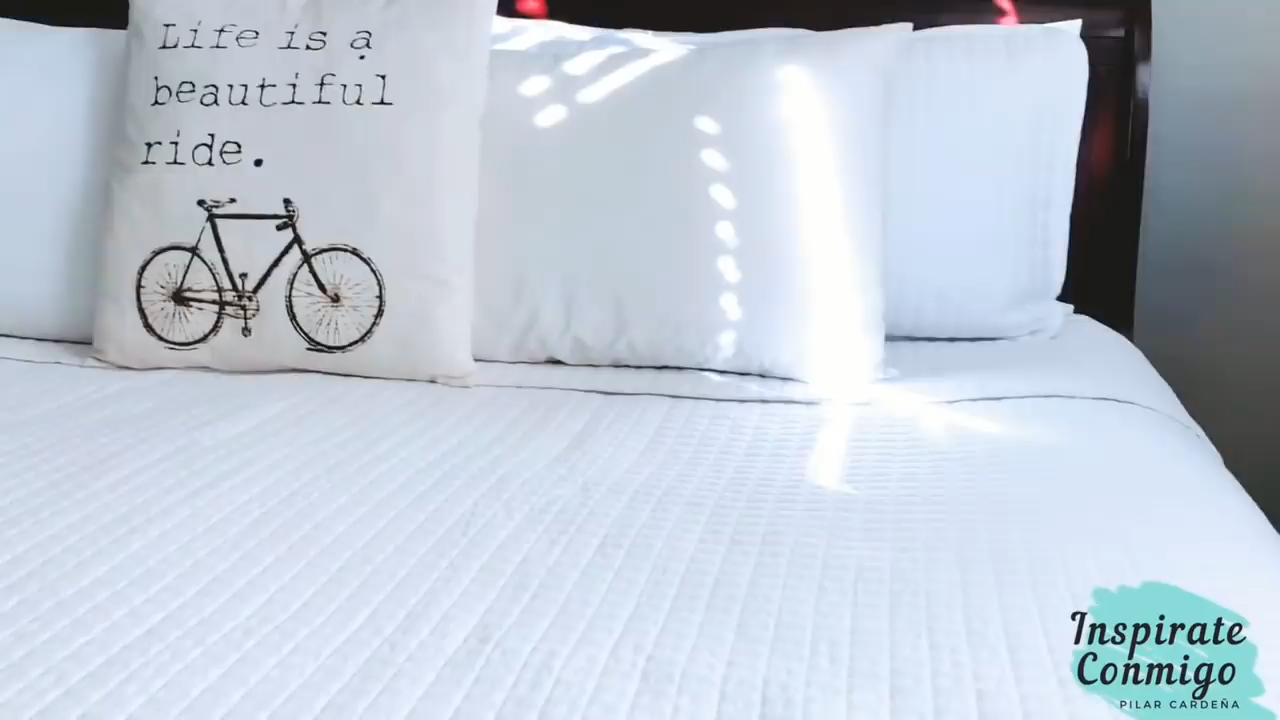 Life is a
beautiful
ride.
Inspirate
Conmigo
PILAR CARDEÑA